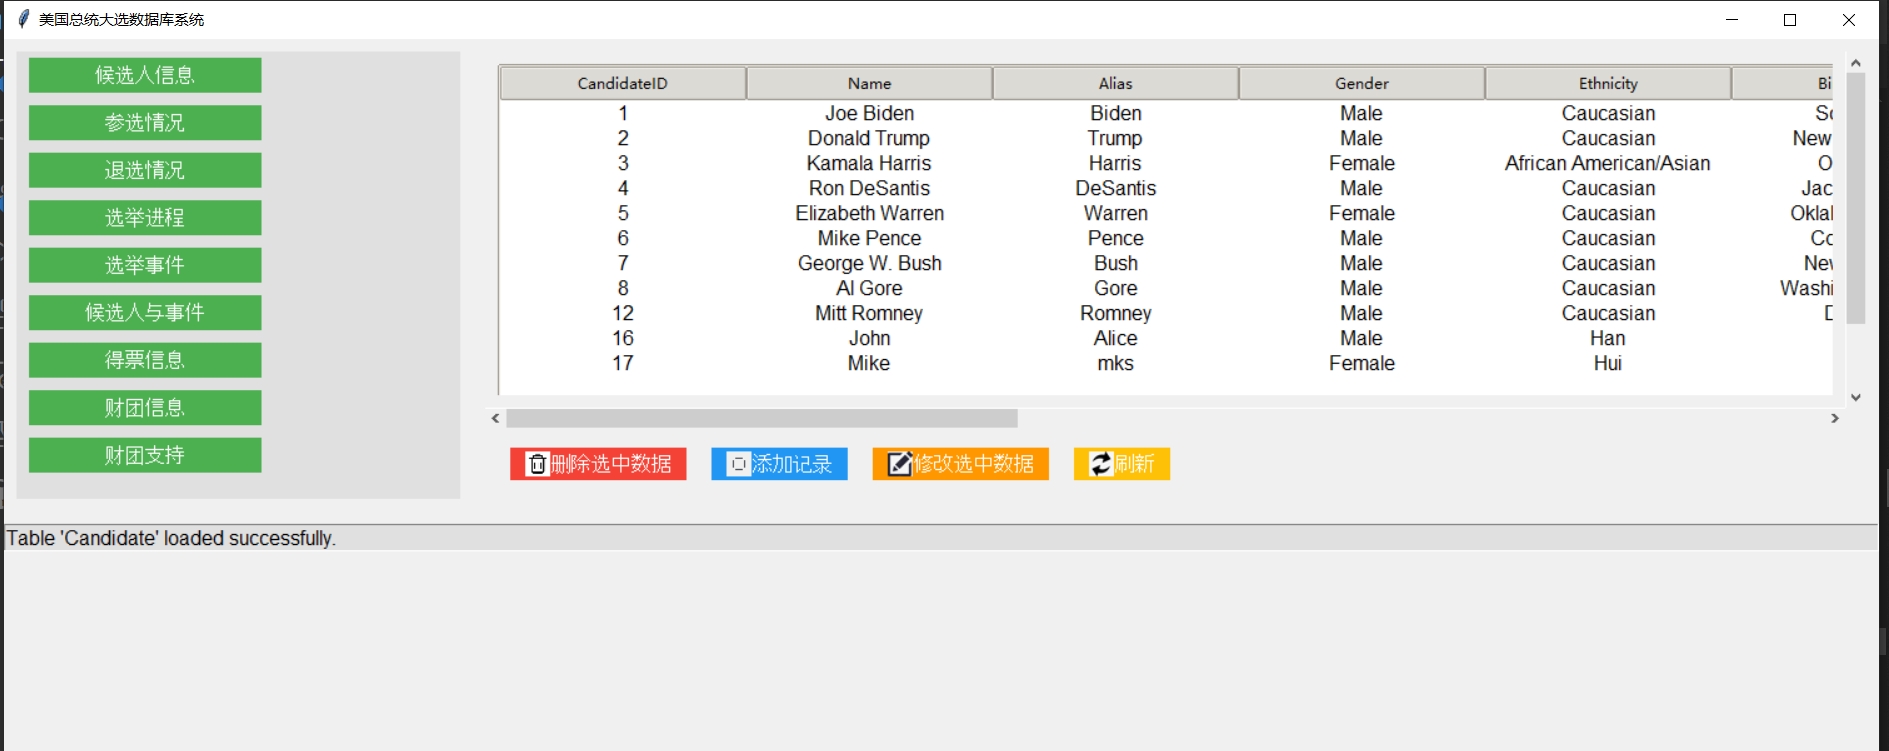 美国总统大选数据库系统
候选人信息
参选情况
退选情况
选举进程
选举事件
候选人与事件
得票信息
财团信息
财团支持
CandidateID Name Alias Gender Ethnicity Bi
1 Joe Biden Biden Male Caucasian Sc
2 Donald Trump Trump Male Caucasian New
3 Kamala Harris Harris Female African American/Asian O
4 Ron DeSantis DeSantis Male Caucasian Jac
5 Elizabeth Warren Warren Female Caucasian Oklal
6 Mike Pence Pence Male Caucasian Co
7 George W. Bush Bush Male Caucasian Nev
8 Al Gore Gore Male Caucasian Washi
12 Mitt Romney Romney Male Caucasian
16 John Alice Male Han
17 Mike mks Female Hui
删除选中数据 添加记录 修改选中数据 刷新
Table 'Candidate' loaded successfully.